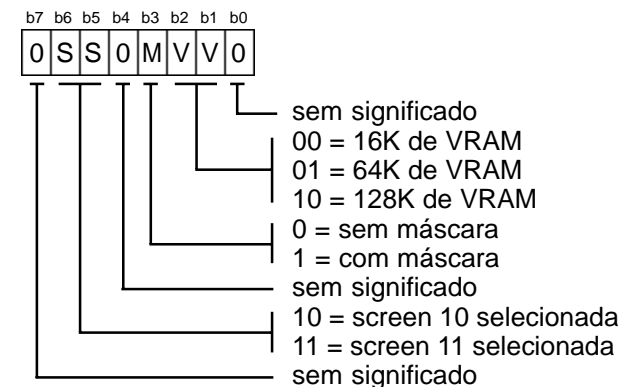 b7 b6 b5 b4 b3 b2 b1 b0
0 S S 0 M V V 0
sem significado
00 = 16K de VRAM
01 = 64K de VRAM
10 = 128K de VRAM
0 = sem máscara
1 = com máscara
sem significado
10 = screen 10 selecionada
11 = screen 11 selecionada
sem significado